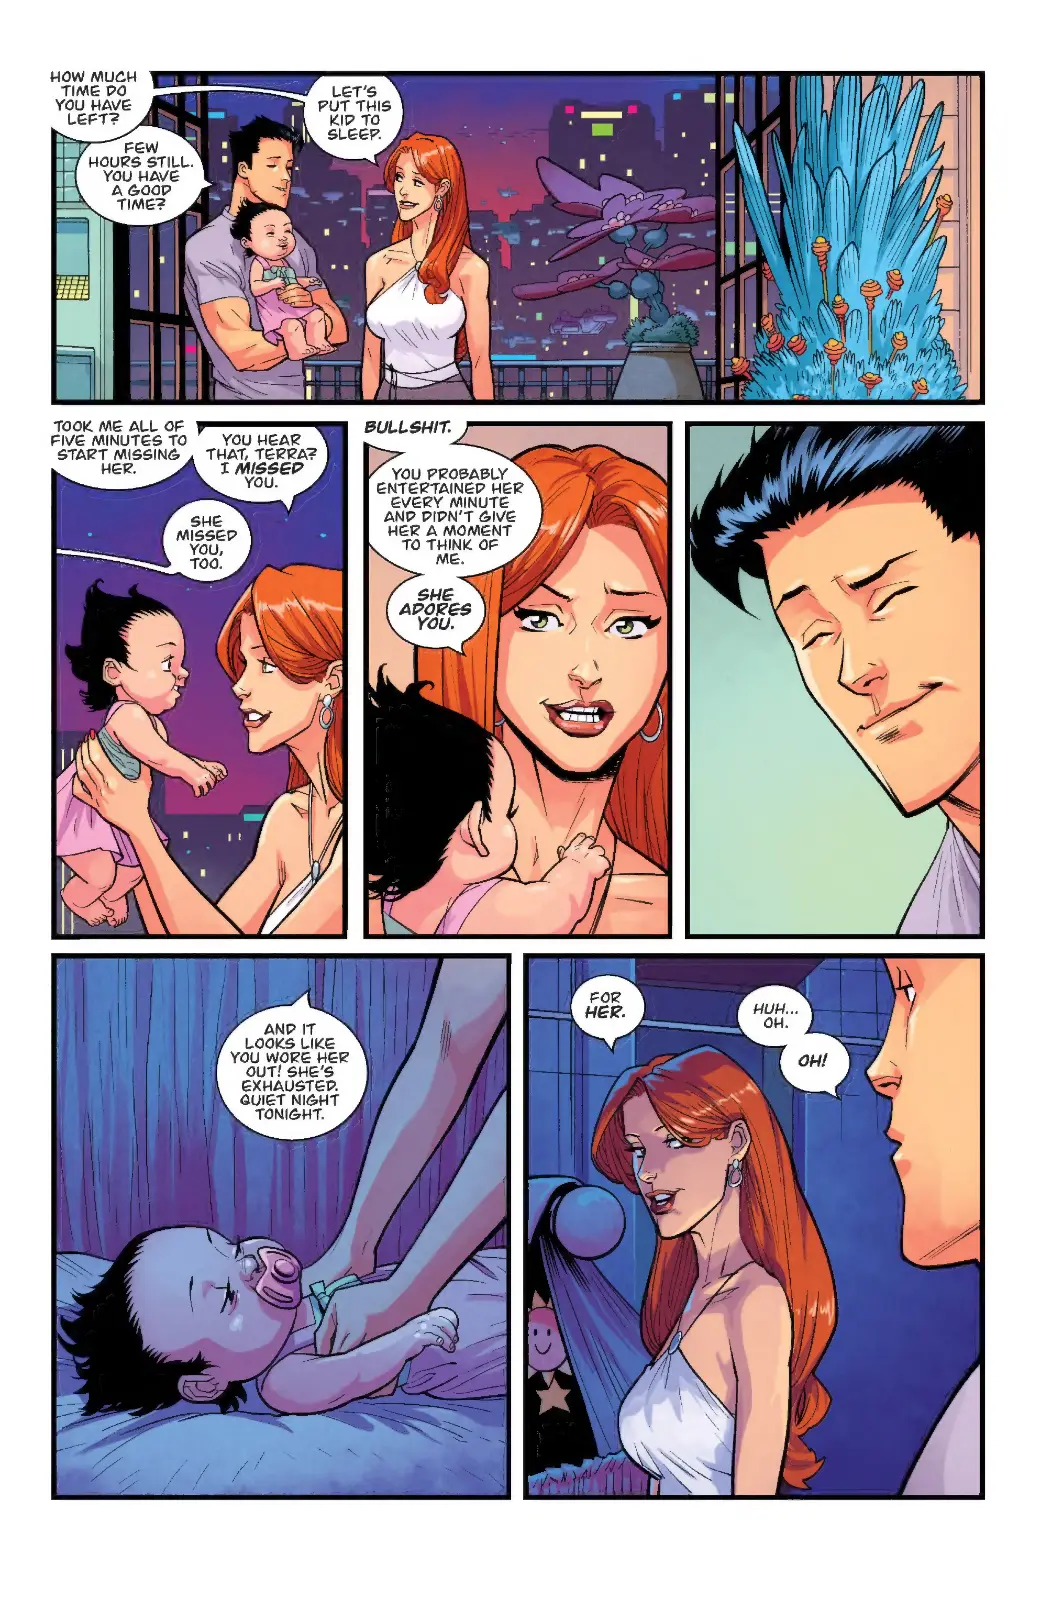 HOW MUCH
TIME DO
YOU HAVE
LEFT?
FEW
HOURS STILL.
YOU HAVE
A GOOD
TIME?
LET'S
PUT THIS
KID TO
SLEEP.
TOOK ME ALL OF
FIVE MINUTES TO
START MISSING
HER.
YOU HEAR
THAT, TERRA?
I MISSED
YOU.
SHE
MISSED
YOU,
TOO.
BULLSHIT.
YOU PROBABLY
ENTERTAINED HER
EVERY MINUTE
AND DIDN'T GIVE
HER A MOMENT
TO THINK OF
ME.
SHE
ADORES
YOU.
AND IT
LOOKS LIKE
YOU WORE HER
OUT! SHE'S
EXHAUSTED.
QUIET NIGHT
TONIGHT.
FOR
HER.
HUH...
OH.
OH!